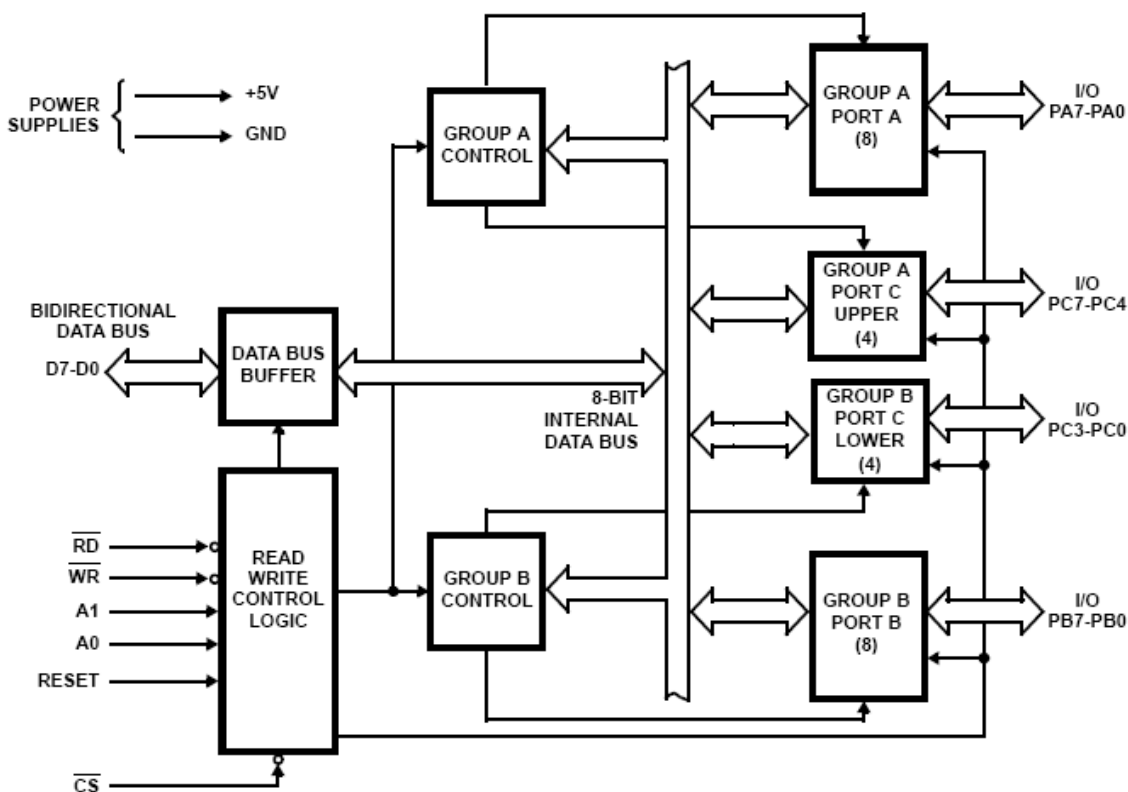 POWER
SUPPLIES
+5V
GND
GROUP A
CONTROL
GROUP A
PORT A
(8)
I/O
PA7-PA0
GROUP A
PORT C
UPPER
(4)
I/O
PC7-PC4
BIDIRECTIONAL
DATA BUS
D7-D0
DATA BUS
BUFFER
8-BIT
INTERNAL
DATA BUS
GROUP B
PORT C
LOWER
(4)
I/O
PC3-PC0
RD
WR
A1
A0
RESET
CS
READ
WRITE
CONTROL
LOGIC
GROUP B
CONTROL
GROUP B
PORT B
(8)
I/O
PB7-PB0